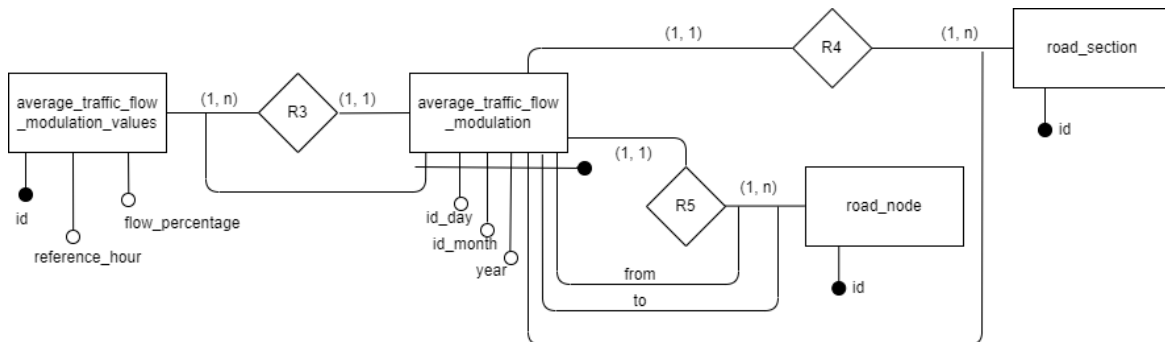 (1, 1)
R4
(1, n)
road_section
average_traffic_flow
_modulation_values
(1, n)
R3
(1, 1)
average_traffic_flow
_modulation
id
(1, 1)
(1, n)
R5
road_node
id
flow_percentage
reference_hour
id_day
id_month
year
from
to
id